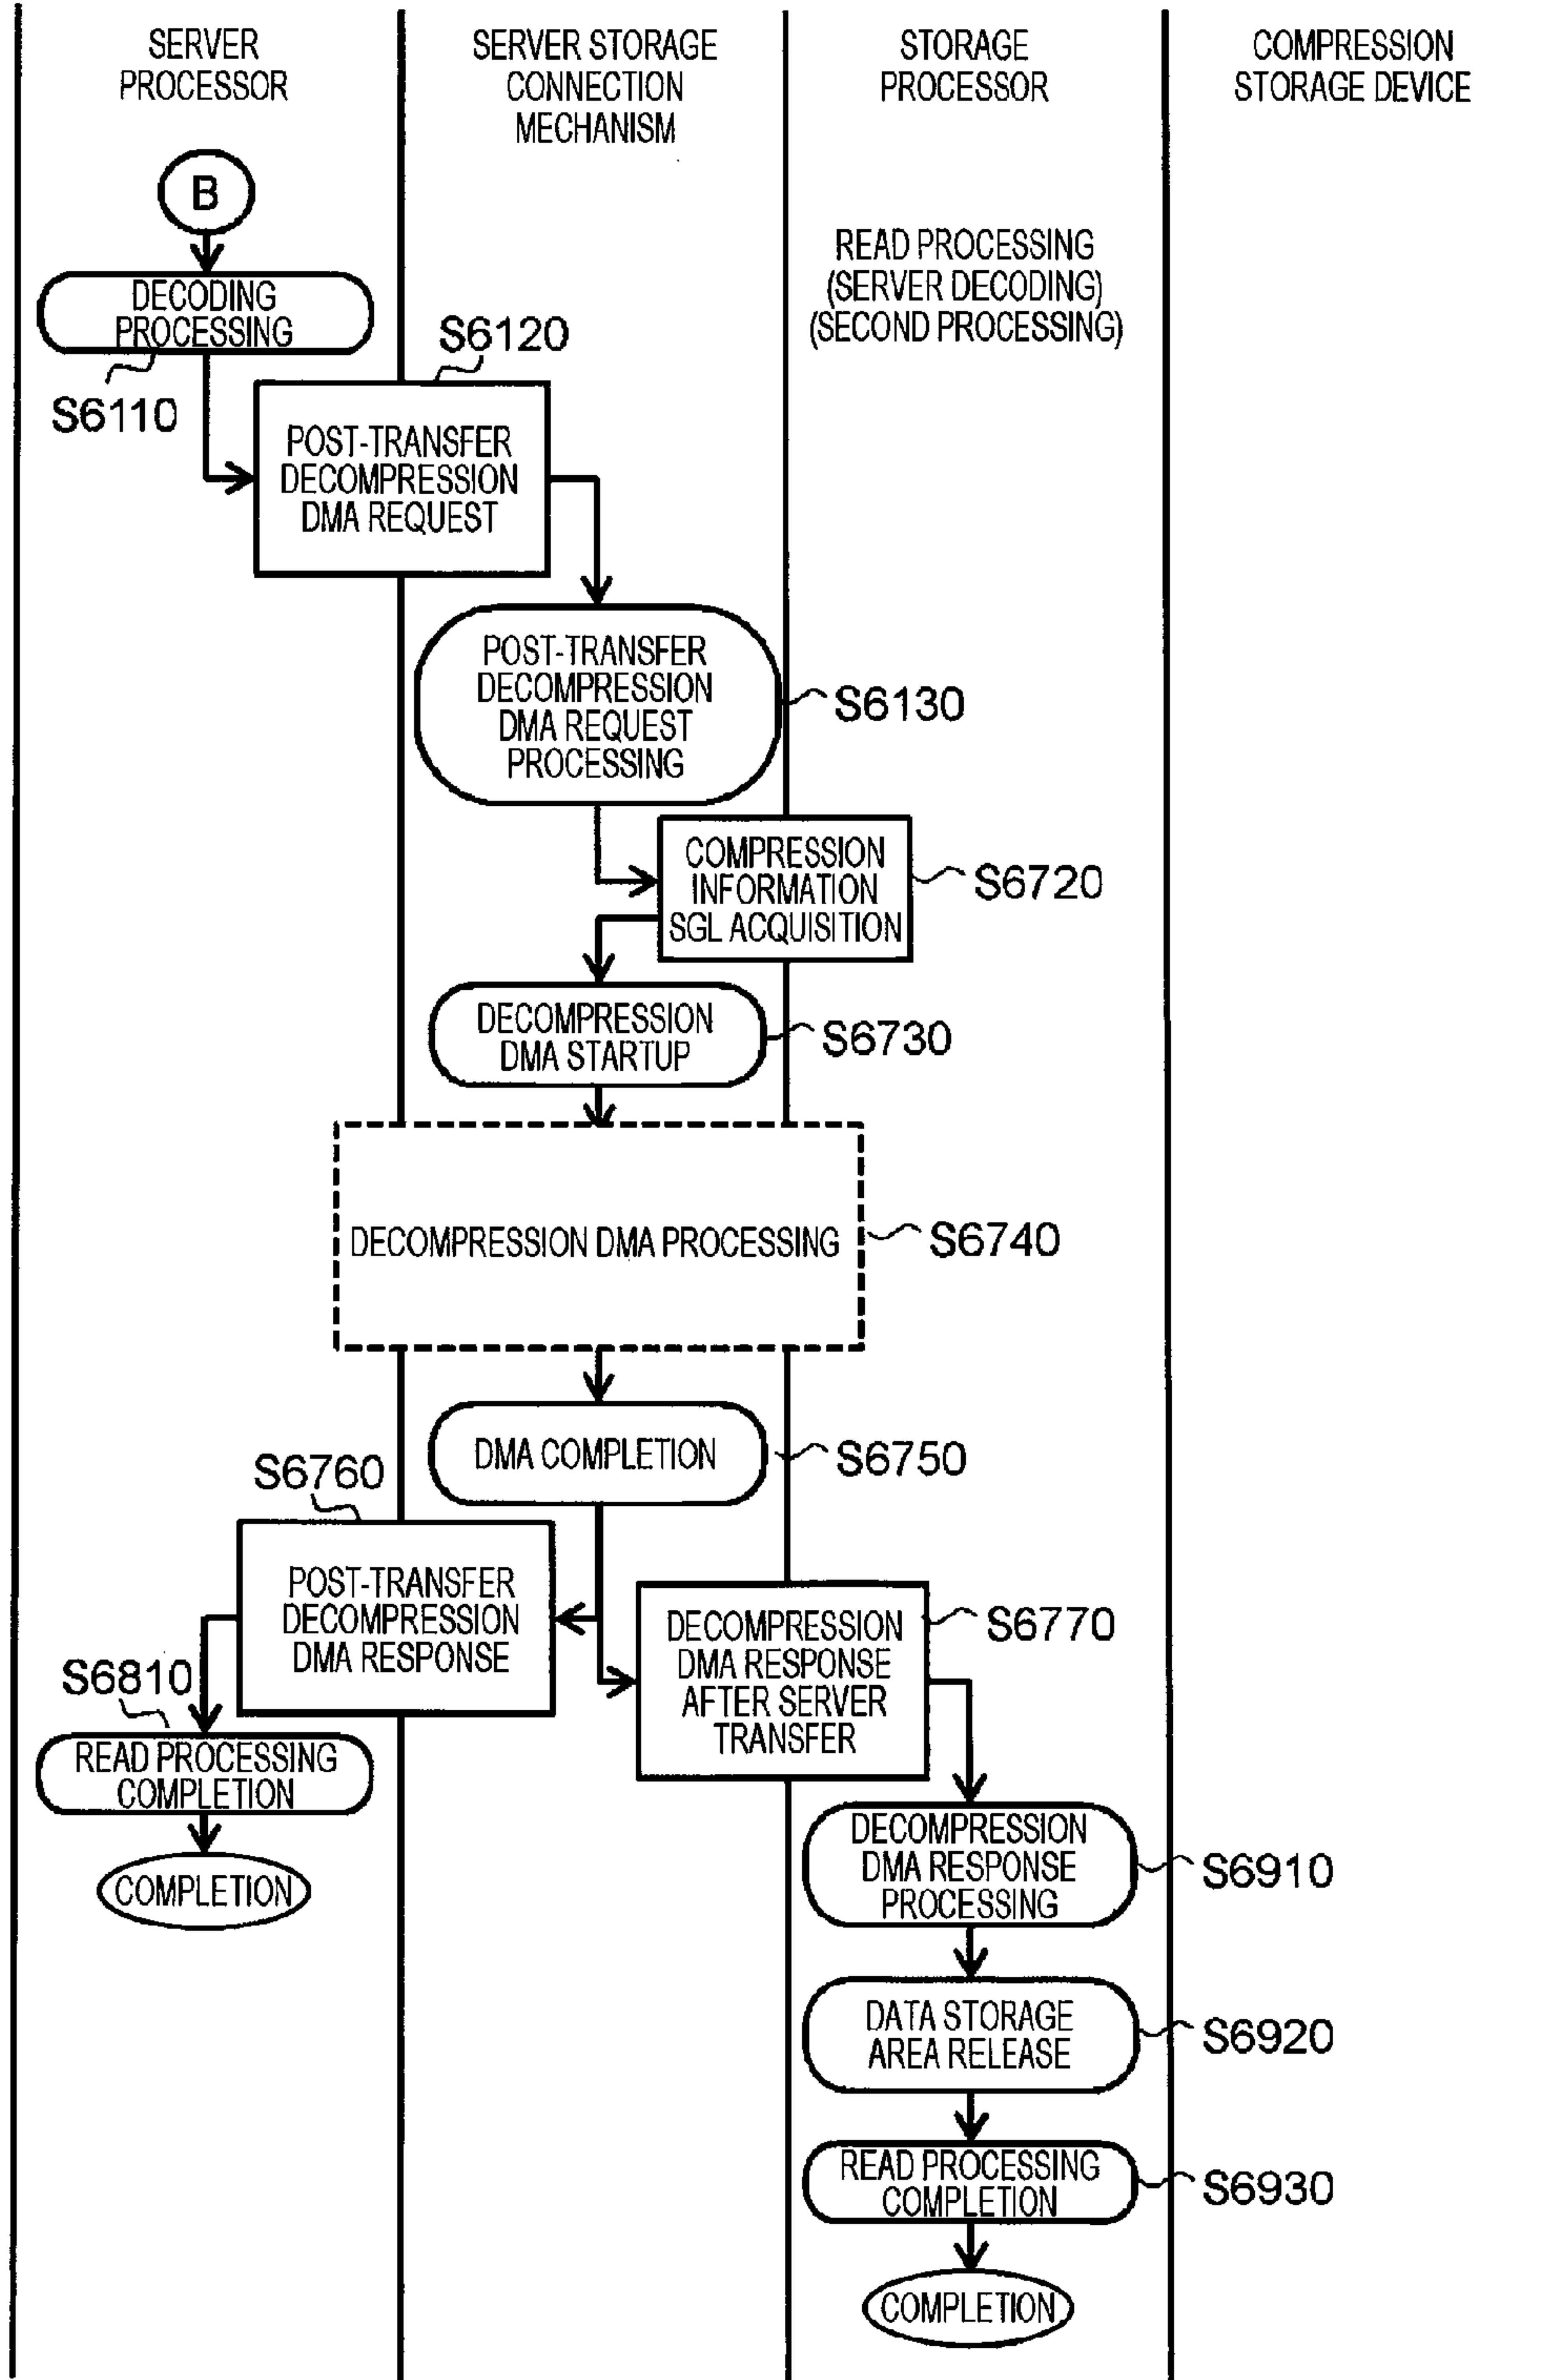 SERVER
PROCESSOR
SERVER STORAGE
CONNECTION
MECHANISM
STORAGE
PROCESSOR
COMPRESSION
STORAGE DEVICE
B
READ PROCESSING
(SERVER DECODING)
(SECOND PROCESSING)
DECODING
PROCESSING
S6110
S6120
POST-TRANSFER
DECOMPRESSION
DMA REQUEST
POST-TRANSFER
DECOMPRESSION
DMA REQUEST
PROCESSING
S6130
COMPRESSION
INFORMATION
SGL ACQUISITION
S6720
DECOMPRESSION
DMA STARTUP
S6730
DECOMPRESSION DMA PROCESSING
S6740
DMA COMPLETION
S6750
S6760
POST-TRANSFER
DECOMPRESSION
DMA RESPONSE
DECOMPRESSION
DMA RESPONSE
AFTER SERVER
TRANSFER
S6770
S6810
READ PROCESSING
COMPLETION
COMPLETION
DECOMPRESSION
DMA RESPONSE
PROCESSING
S6910
DATA STORAGE
AREA RELEASE
S6920
READ PROCESSING
COMPLETION
S6930
COMPLETION